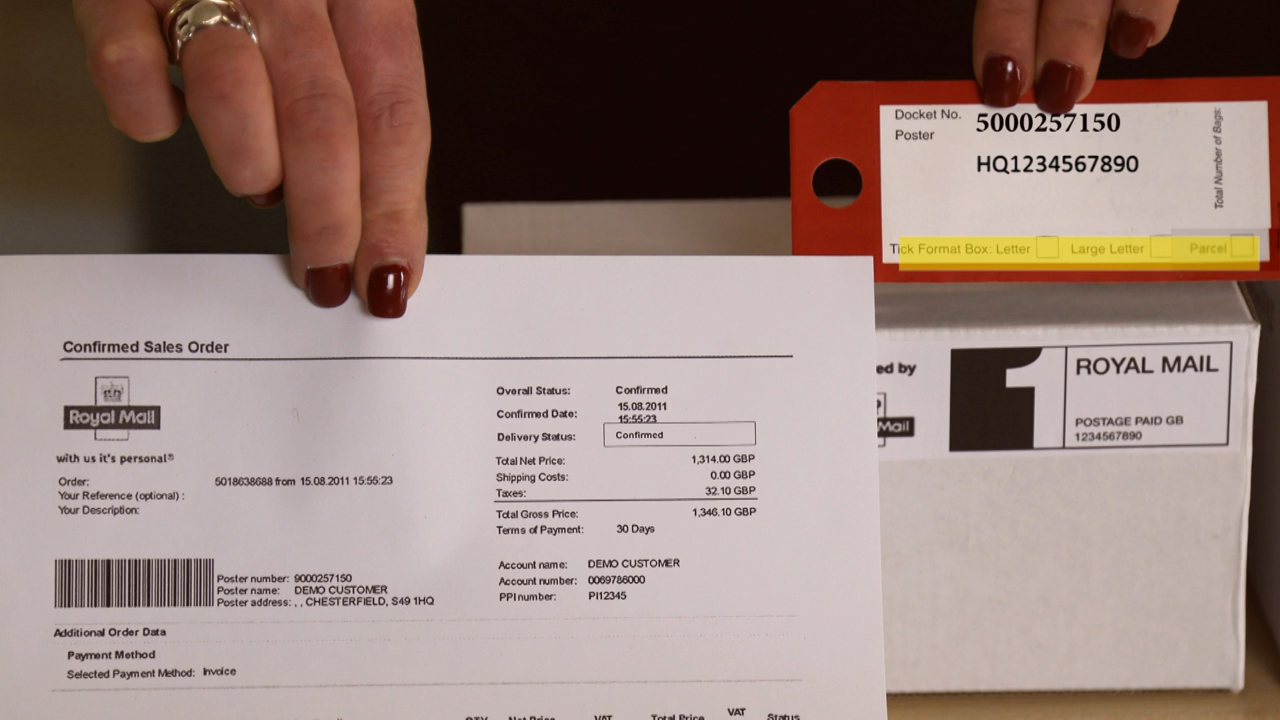 Docket No. 5000257150
Poster HQ1234567890
Total Number of Bags:
Tick Format Box: Letter Large Letter Parcel
Confirmed Sales Order
Royal Mail
with us it's personal®
Order: 5018638688 from 15.08.2011 15:55:23
Your Reference (optional) :
Your Description:
Overall Status: Confirmed
Confirmed Date: 15.08.2011
15:55:23
Delivery Status: Confirmed
Total Net Price: 1,314.00 GBP
Shipping Costs: 0.00 GBP
Taxes: 32.10 GBP
Total Gross Price: 1,346.10 GBP
Terms of Payment: 30 Days
Poster number: 9000257150
Poster name: DEMO CUSTOMER
Poster address: , , CHESTERFIELD, S49 1HQ
Account name: DEMO CUSTOMER
Account number: 0069786000
PPI number: PI12345
Additional Order Data
Payment Method
Selected Payment Method: Invoice
QTY Net Price VAT Total Price VAT Status
ed by
Mail
1
ROYAL MAIL
POSTAGE PAID GB
1234567890